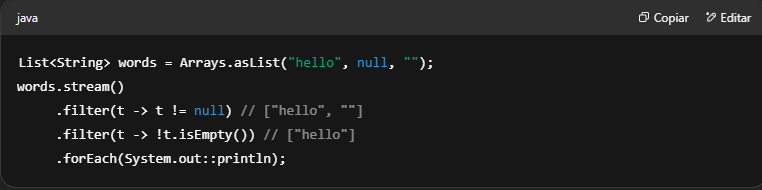 java
Copiar
Editar
List<String> words = Arrays.asList("hello", null, "");
words.stream()
     .filter(t -> t != null) // ["hello", ""]
     .filter(t -> !t.isEmpty()) // ["hello"]
     .forEach(System.out::println);